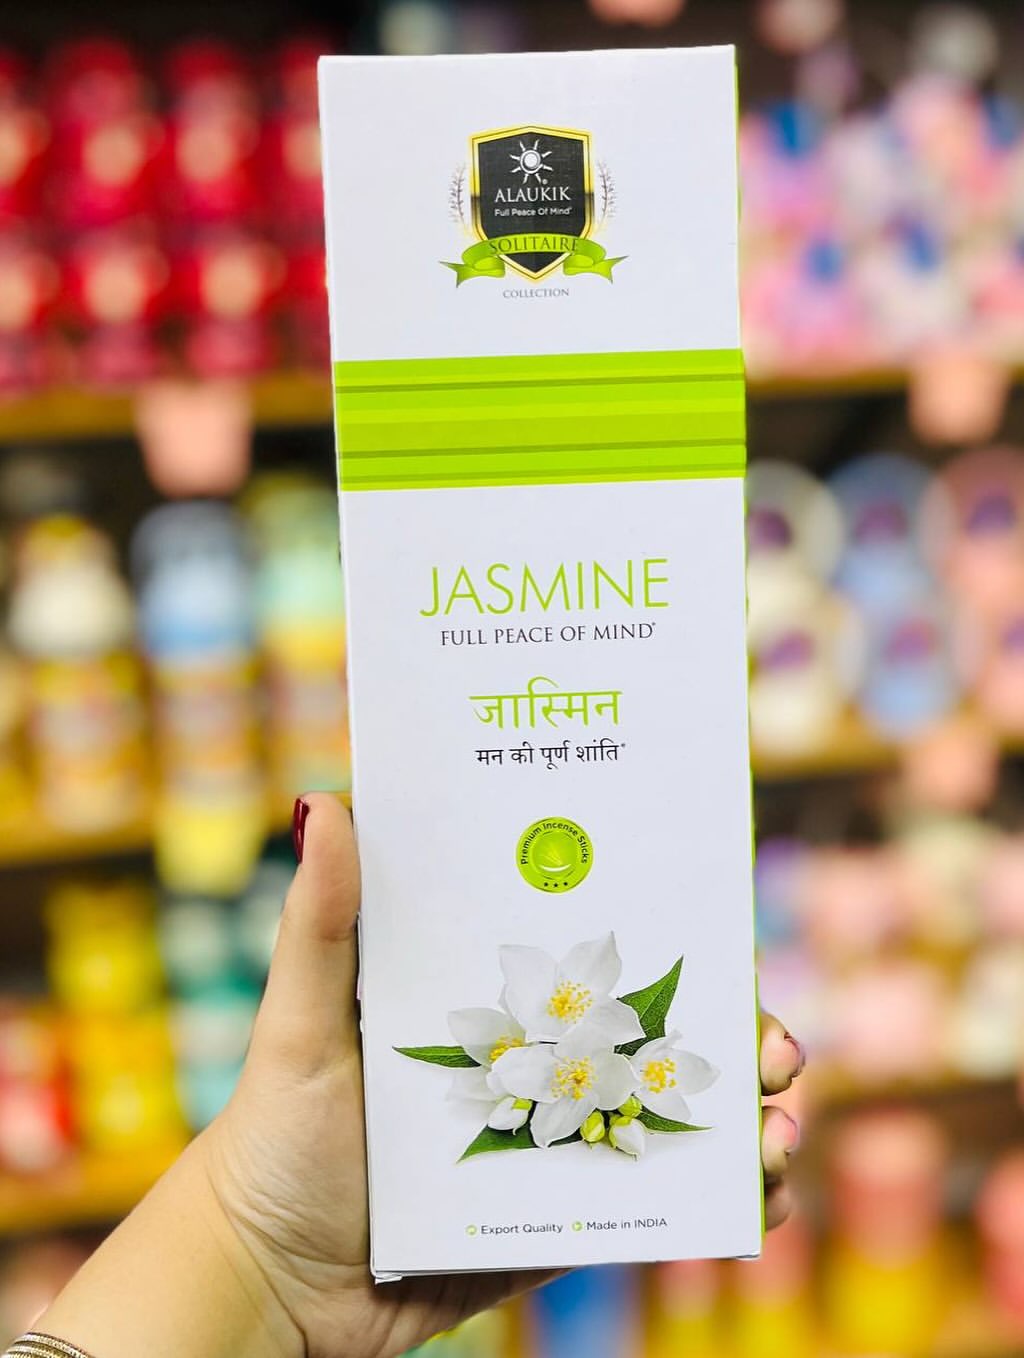 ALAUKIK
Full Peace Of Mind®
SOLITAIRE
COLLECTION
JASMINE
FULL PEACE OF MIND®
जास्मिन
मन की पूर्ण शांति®
Premium Incense Sticks
Export Quality Made in INDIA